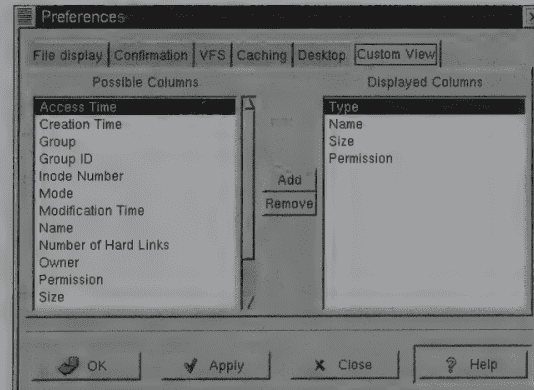 Preferences
File display Confirmation VFS Caching Desktop Custom View
Possible Columns
Access Time
Creation Time
Group
Group ID
Inode Number
Mode
Modification Time
Name
Number of Hard Links
Owner
Permission
Size
Add
Remove
Displayed Columns
Type
Name
Size
Permission
OK Apply Close Help